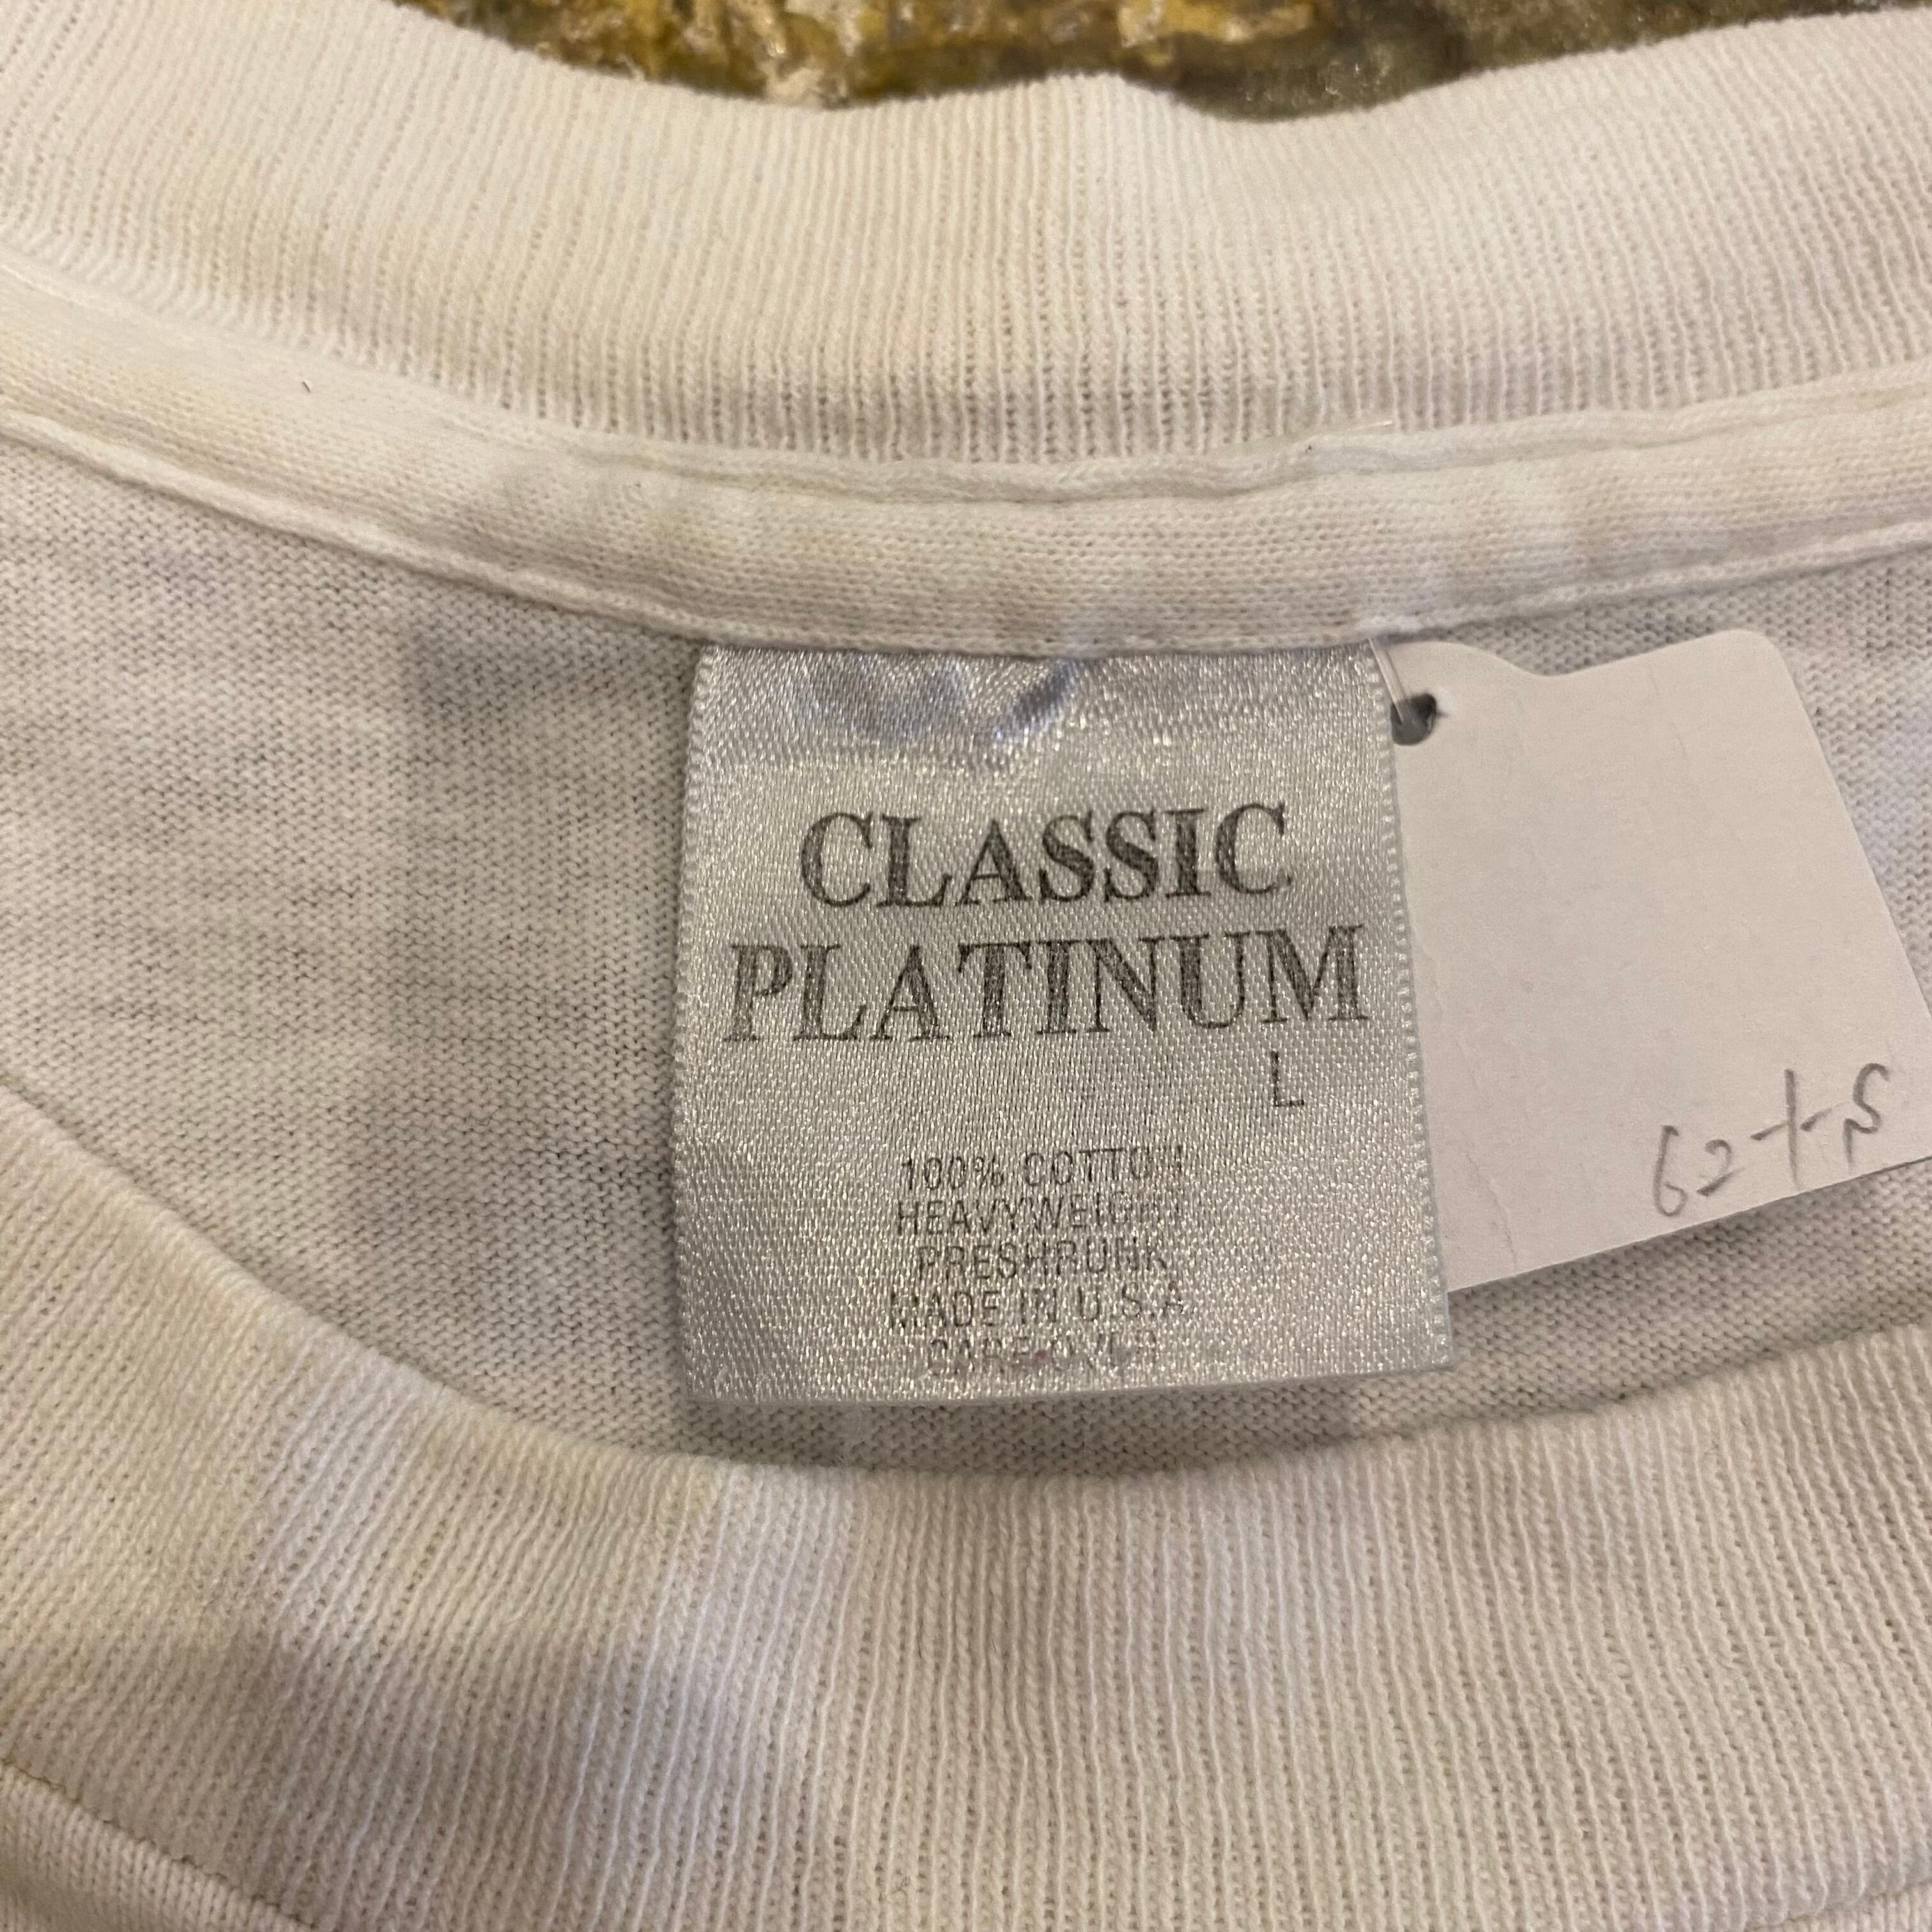 CLASSIC
PLATINUM
L
100% COTTON
HEAVYWEIGHT
PRESHRUNK
MADE IN U.S.A